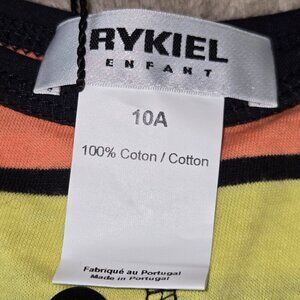 RYKIEL
ENFANT
10A
100% Coton / Cotton
Fabriqué au Portugal
Made in Portugal